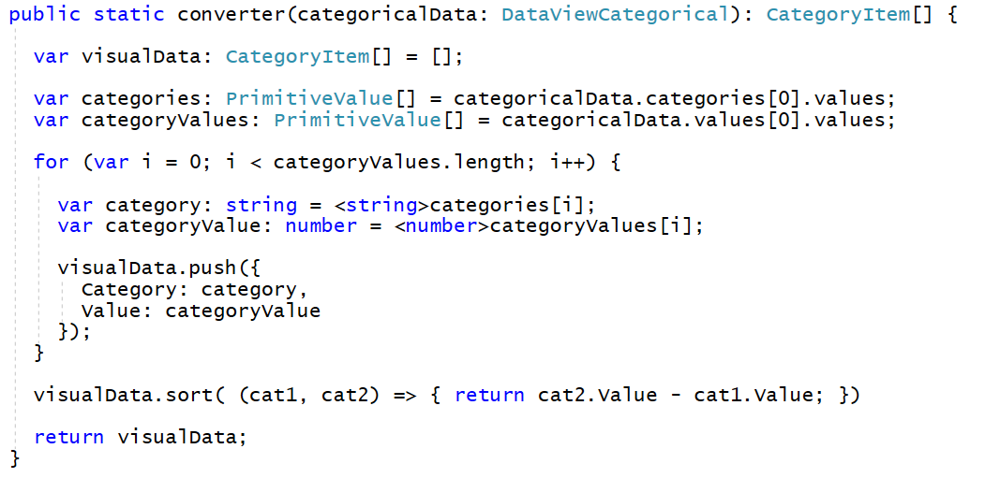 public static converter(categoricalData: DataViewCategorical): CategoryItem[] {
var visualData: CategoryItem[] = [];
var categories: PrimitiveValue[] = categoricalData.categories[0].values;
var categoryValues: PrimitiveValue[] = categoricalData.values[0].values;
for (var i = 0; i < categoryValues.length; i++) {
var category: string = <string>categories[i];
var categoryValue: number = <number>categoryValues[i];
visualData.push({
Category: category,
Value: categoryValue
});
}
visualData.sort( (cat1, cat2) => { return cat2.Value - cat1.Value; })
return visualData;
}